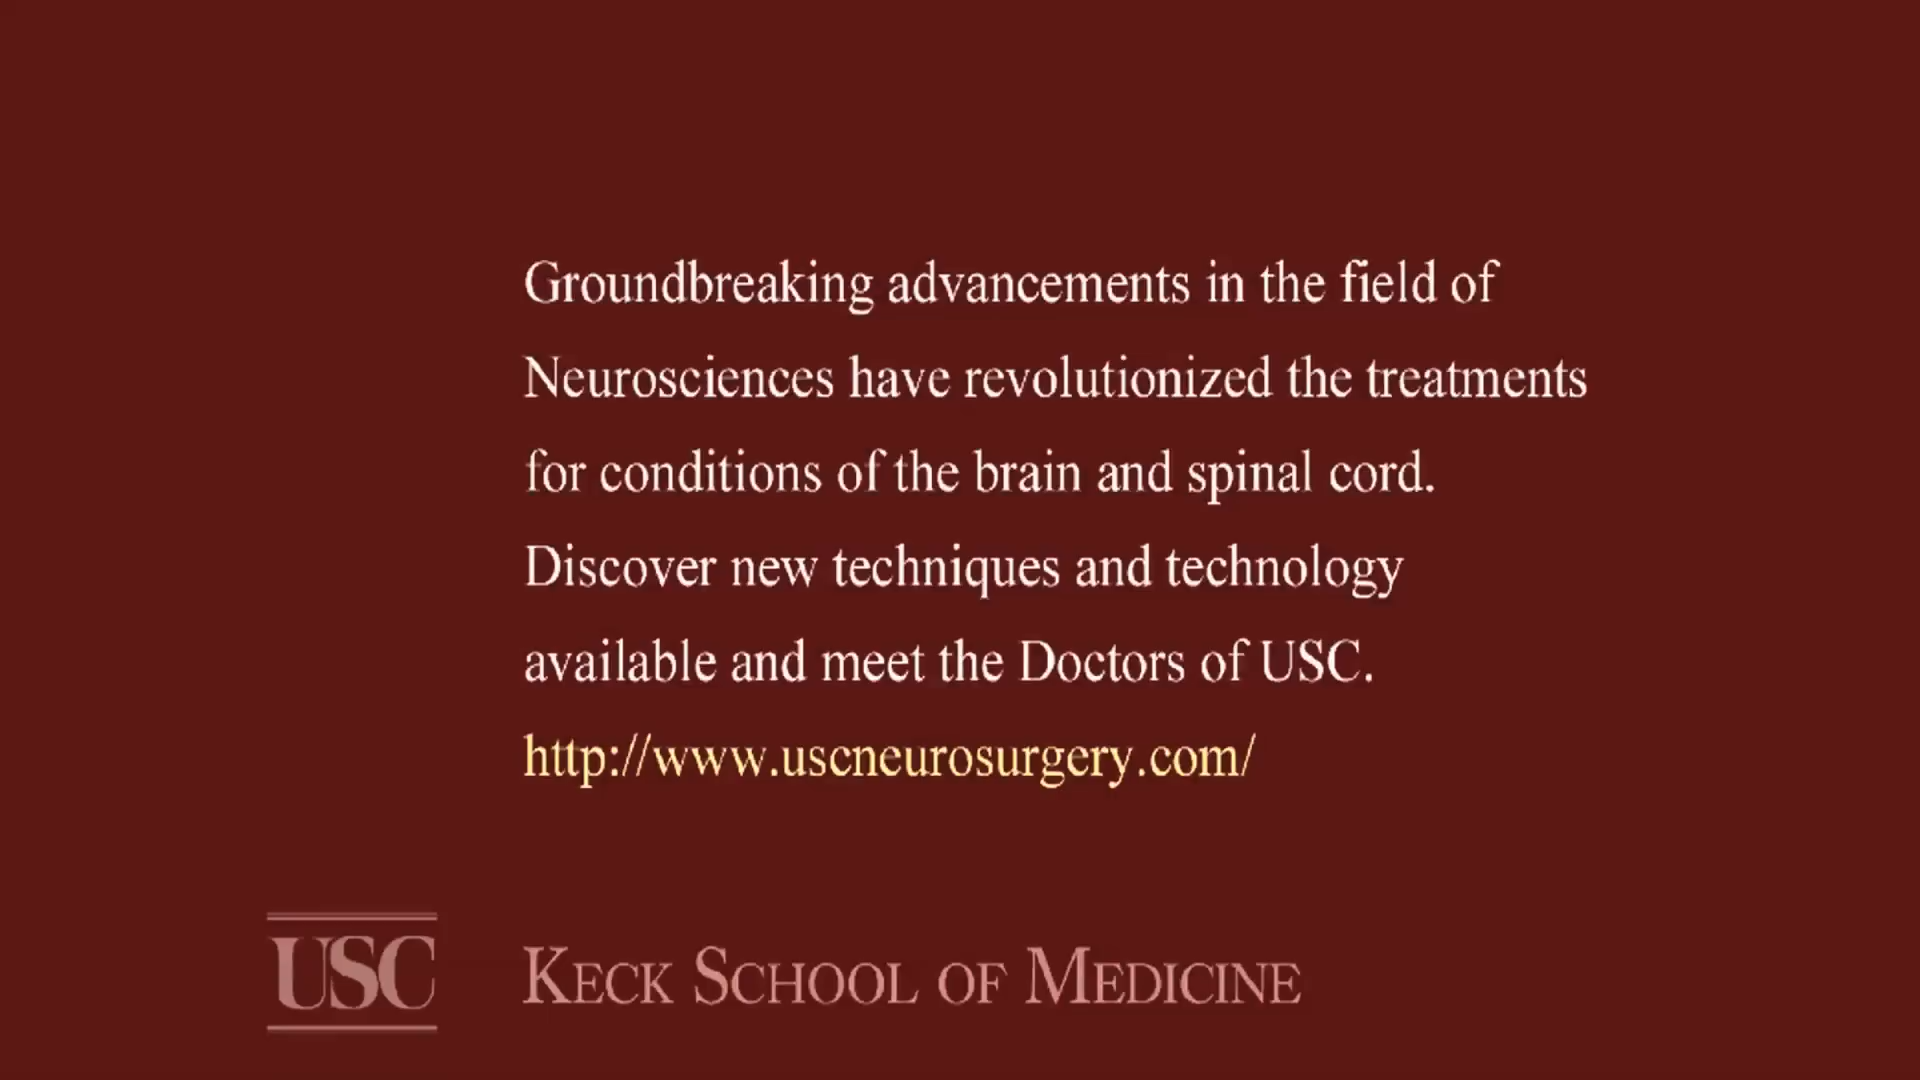 Groundbreaking advancements in the field of
Neurosciences have revolutionized the treatments
for conditions of the brain and spinal cord.
Discover new techniques and technology
available and meet the Doctors of USC.
http://www.uscneurosurgery.com/
USC KECK SCHOOL OF MEDICINE